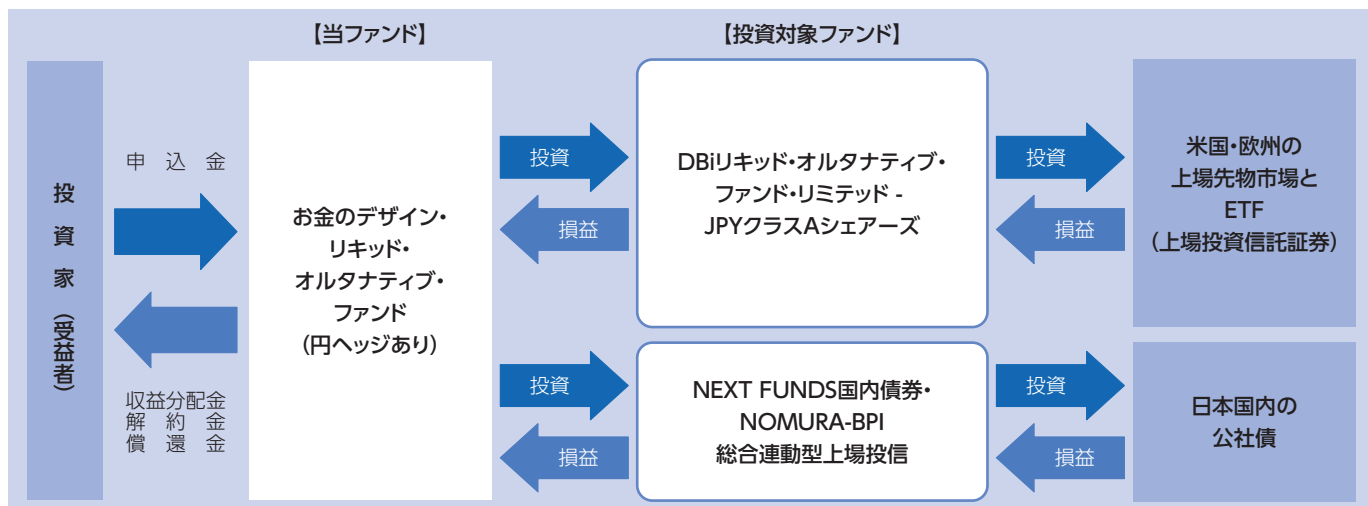 【当ファンド】
【投資対象ファンド】
投資家（受益者）
申込金
収益分配金
解約金
償還金
お金のデザイン・
リキッド・
オルタナティブ・
ファンド
（円ヘッジあり）
投資
損益
DBiリキッド・オルタナティブ・
ファンド・リミテッド -
JPYクラスAシェアーズ
投資
損益
米国・欧州の
上場先物市場と
ETF
（上場投資信託証券）
投資
損益
NEXT FUNDS国内債券・
NOMURA-BPI
総合連動型上場投信
投資
損益
日本国内の
公社債